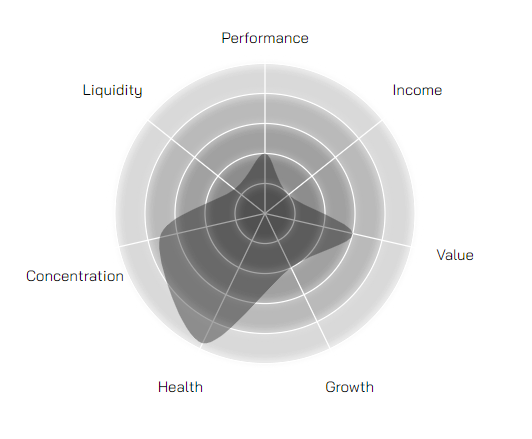 Performance
Liquidity
Income
Value
Concentration
Health
Growth